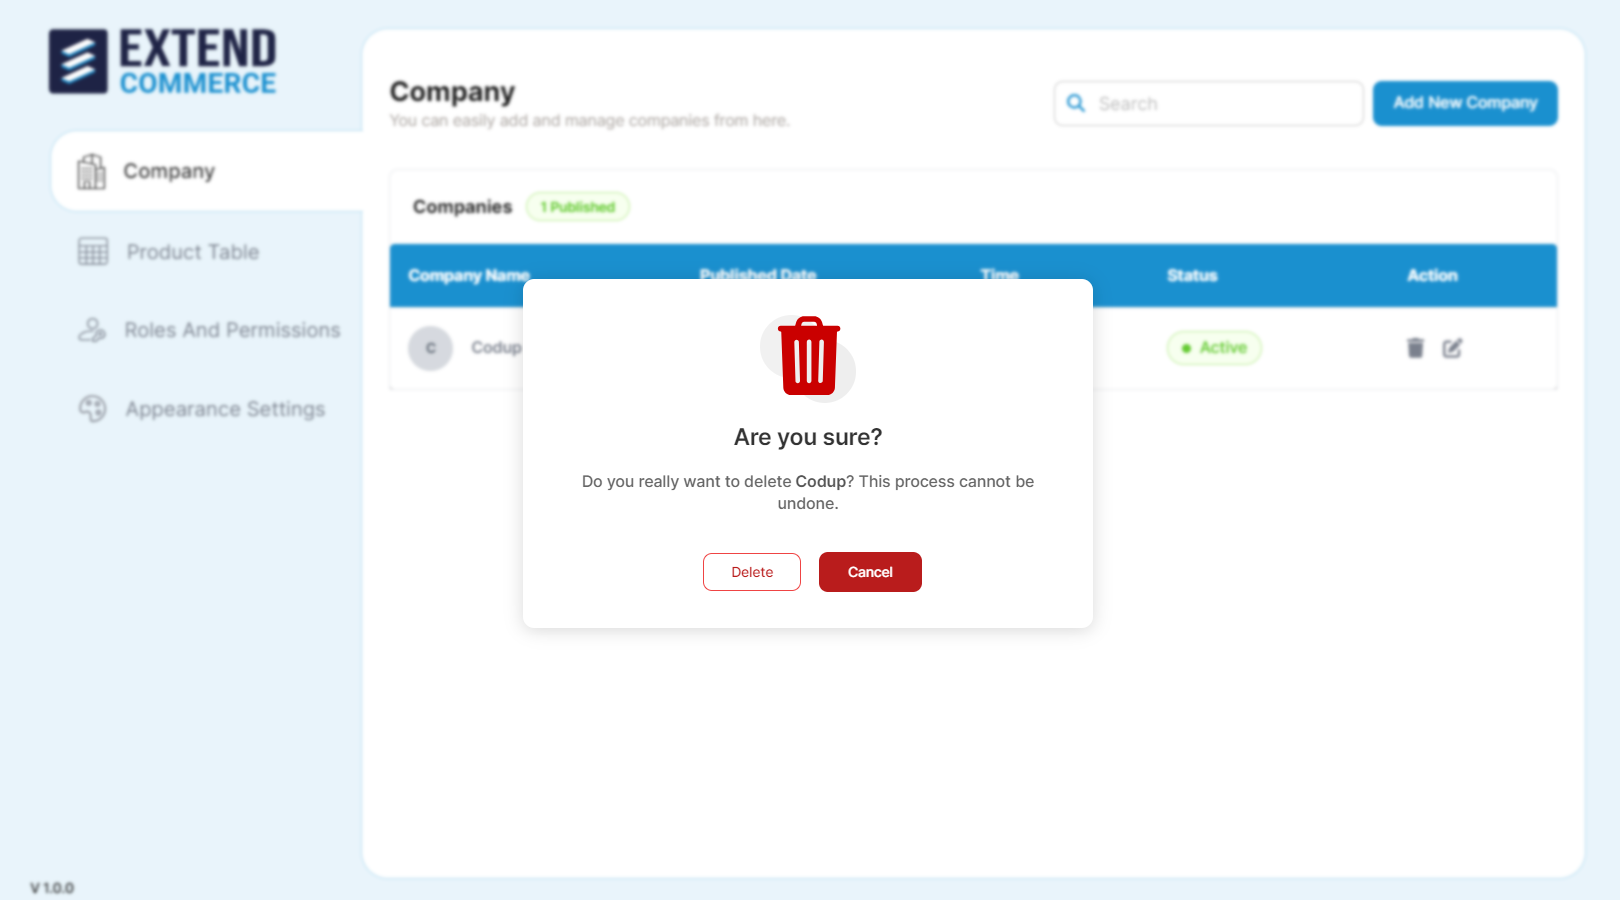 EXTEND
COMMERCE
Company
Product Table
Roles And Permissions
Appearance Settings
V 1.0.0
Company
You can easily add and manage companies from here.
Search
Add New Company
Companies
1 Published
Company Name Published Date Time Status Action
C Codup Active
Are you sure?
Do you really want to delete Codup? This process cannot be
undone.
Delete
Cancel